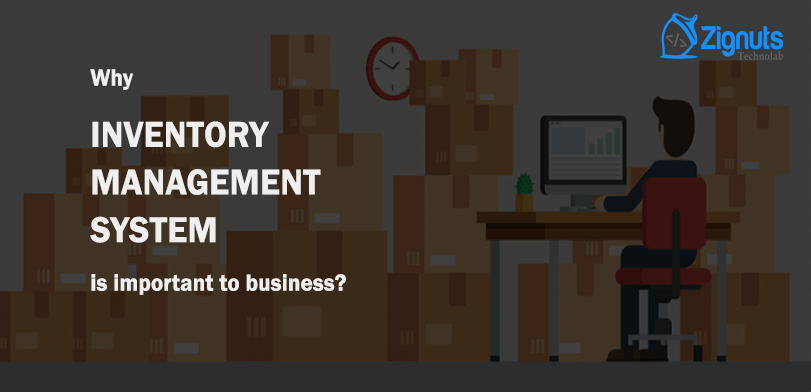 Zignuts
Technolab
Why
INVENTORY
MANAGEMENT
SYSTEM
is important to business?